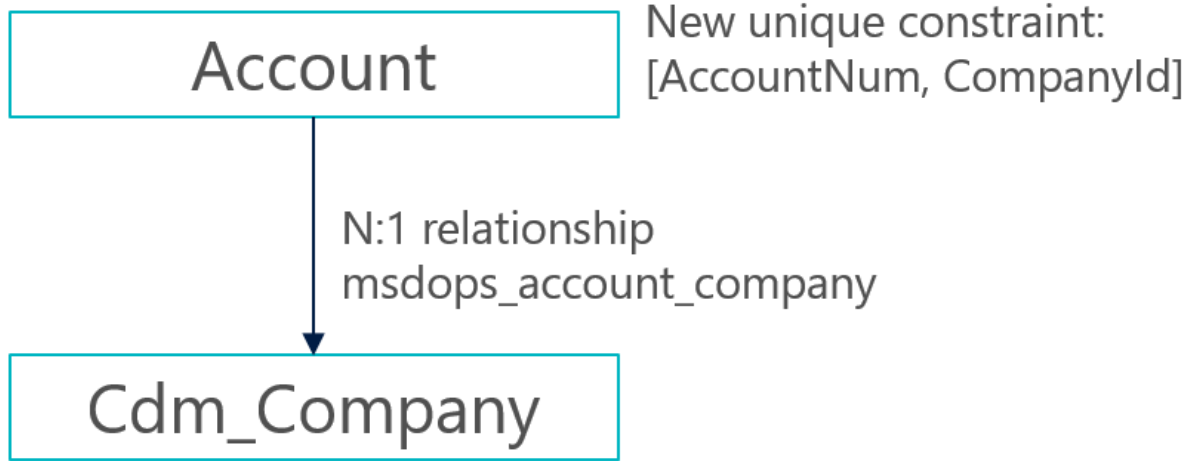 Account
New unique constraint:
[AccountNum, CompanyId]
N:1 relationship
msdops_account_company
Cdm_Company